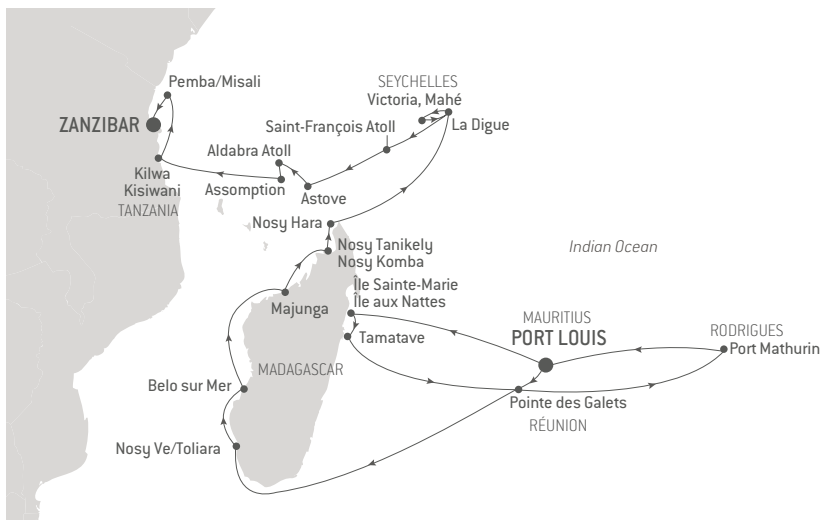 Pemba/Misali
SEYCHELLES
Victoria, Mahé
ZANZIBAR
Saint-François Atoll
La Digue
Aldabra Atoll
Kilwa
Kisiwani
Assomption
Astove
TANZANIA
Nosy Hara
Nosy Tanikely
Nosy Komba
Indian Ocean
Île Sainte-Marie
Île aux Nattes
Majunga
MAURITIUS
PORT LOUIS
RODRIGUES
Tamatave
Port Mathurin
MADAGASCAR
Belo sur Mer
Pointe des Galets
RÉUNION
Nosy Ve/Toliara